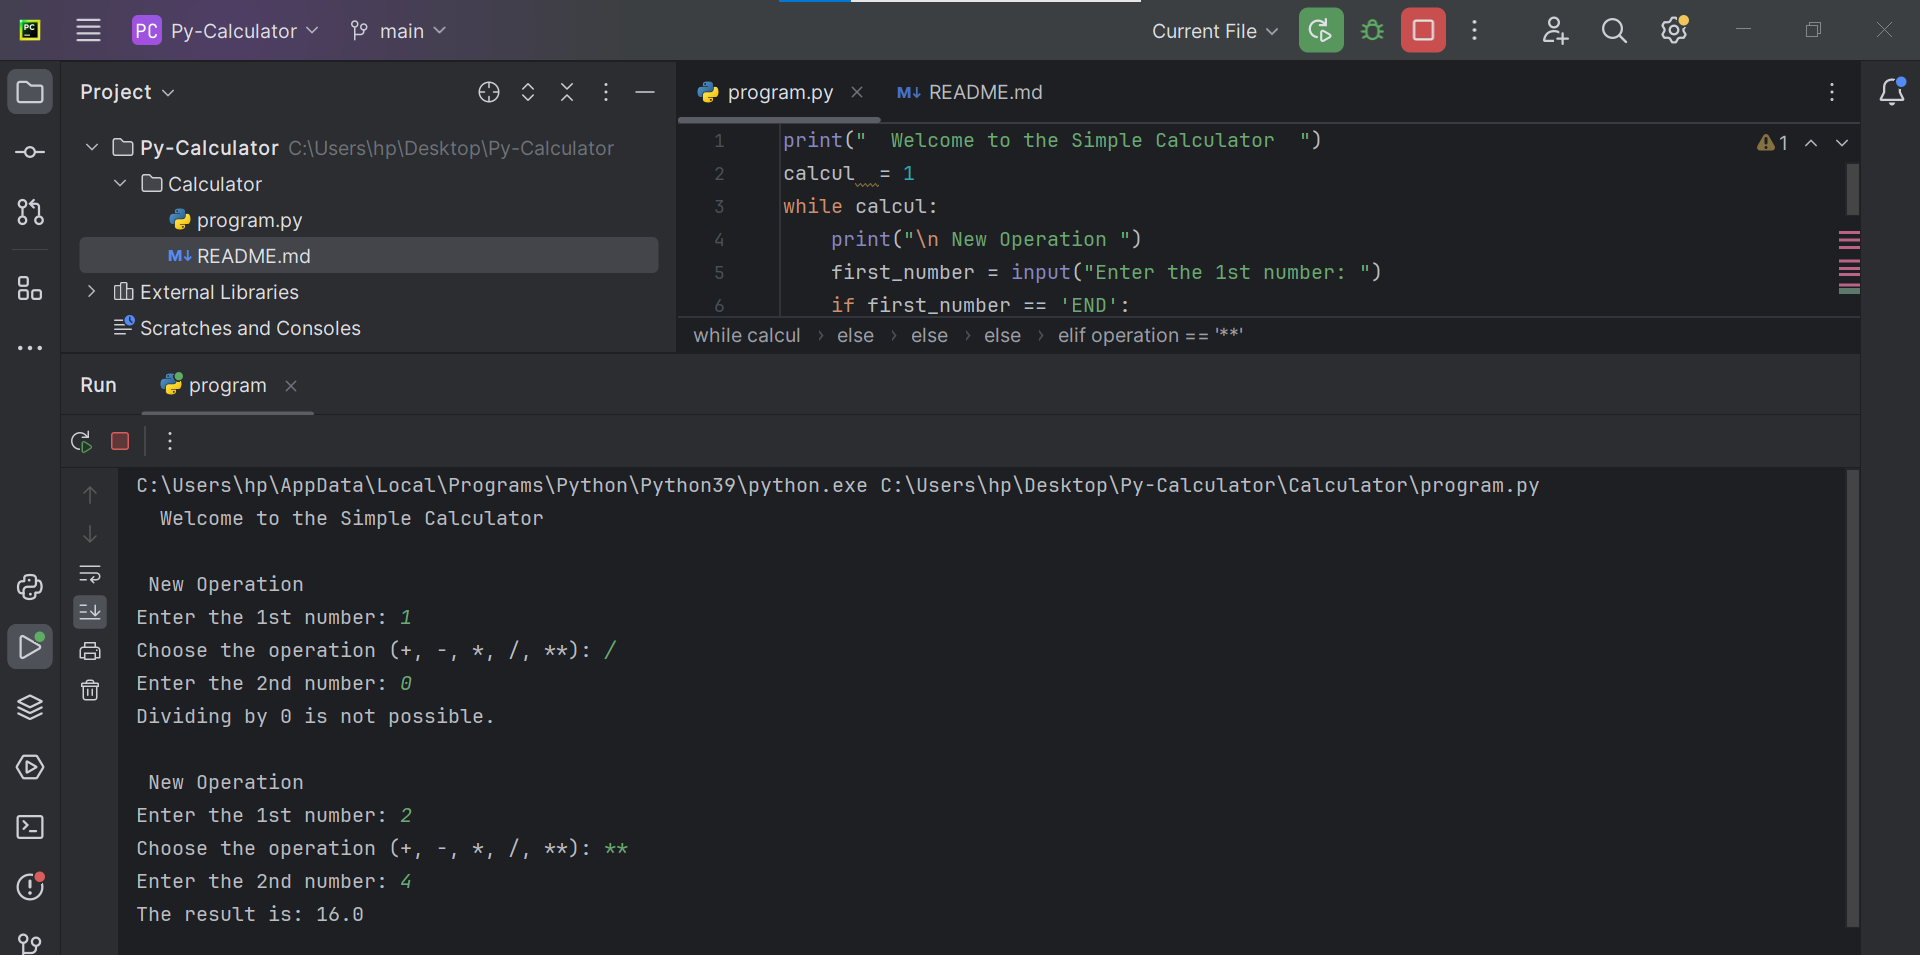 PC PC Py-Calculator main Current File
Project
program.py README.md
Py-Calculator C:\Users\hp\Desktop\Py-Calculator
Calculator
program.py
README.md
External Libraries
Scratches and Consoles
1 print("  Welcome to the Simple Calculator  ")
1
2 calcul  = 1
3 while calcul:
4     print("\n New Operation ")
5     first_number = input("Enter the 1st number: ")
6     if first_number == 'END':
while calcul › else › else › else › elif operation == '**'
Run program
C:\Users\hp\AppData\Local\Programs\Python\Python39\python.exe C:\Users\hp\Desktop\Py-Calculator\Calculator\program.py
  Welcome to the Simple Calculator
 New Operation
Enter the 1st number: 1
Choose the operation (+, -, *, /, **): /
Enter the 2nd number: 0
Dividing by 0 is not possible.
 New Operation
Enter the 1st number: 2
Choose the operation (+, -, *, /, **): **
Enter the 2nd number: 4
The result is: 16.0